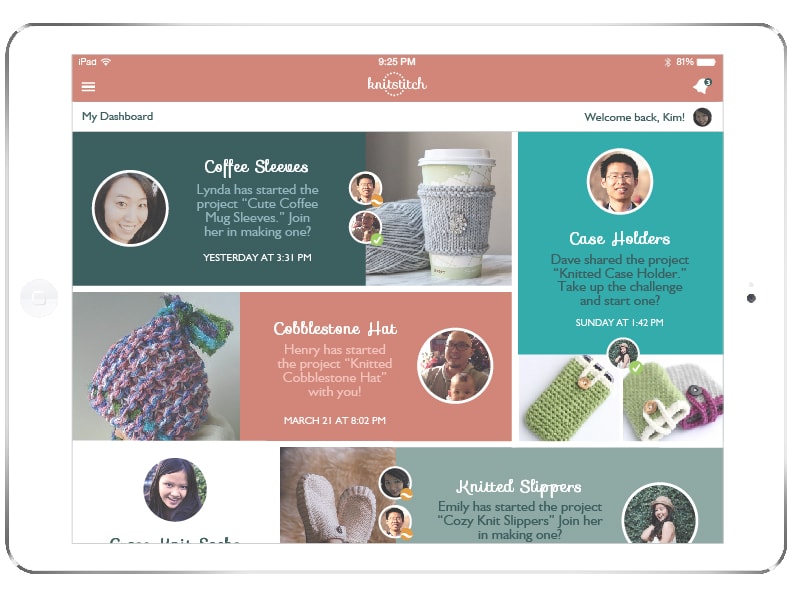 iPad
9:25 PM
81%
knitstitch
3
My Dashboard
Welcome back, Kim!
Coffee Sleeves
Lynda has started the
project “Cute Coffee
Mug Sleeves.” Join
her in making one?
YESTERDAY AT 3:31 PM
Case Holders
Dave shared the project
“Knitted Case Holder.”
Take up the challenge
and start one?
SUNDAY AT 1:42 PM
Cobblestone Hat
Henry has started
the project “Knitted
Cobblestone Hat”
with you!
MARCH 21 AT 8:02 PM
Knitted Slippers
Emily has started the project
“Cozy Knit Slippers” Join her
in making one?